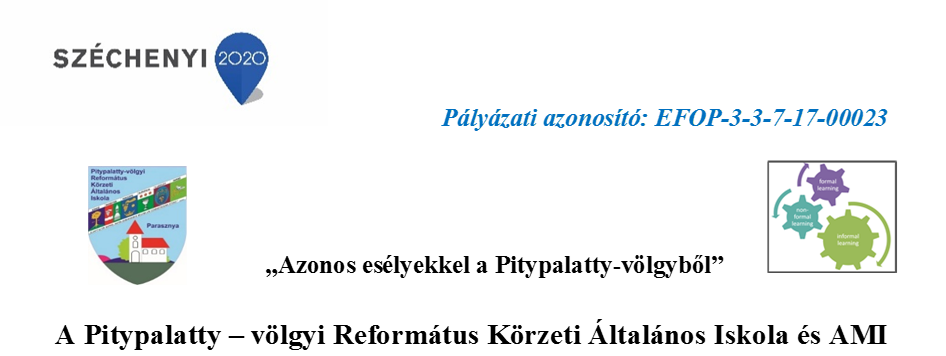 SZÉCHENYI 2020
Pályázati azonosító: EFOP-3-3-7-17-00023
Pitypalatty-völgyi
Református
Körzeti
Általános
Iskola
Parasznya
formal
learning
non-
formal
learning
informal
learning
„Azonos esélyekkel a Pitypalatty-völgyből”
A Pitypalatty – völgyi Református Körzeti Általános Iskola és AMI